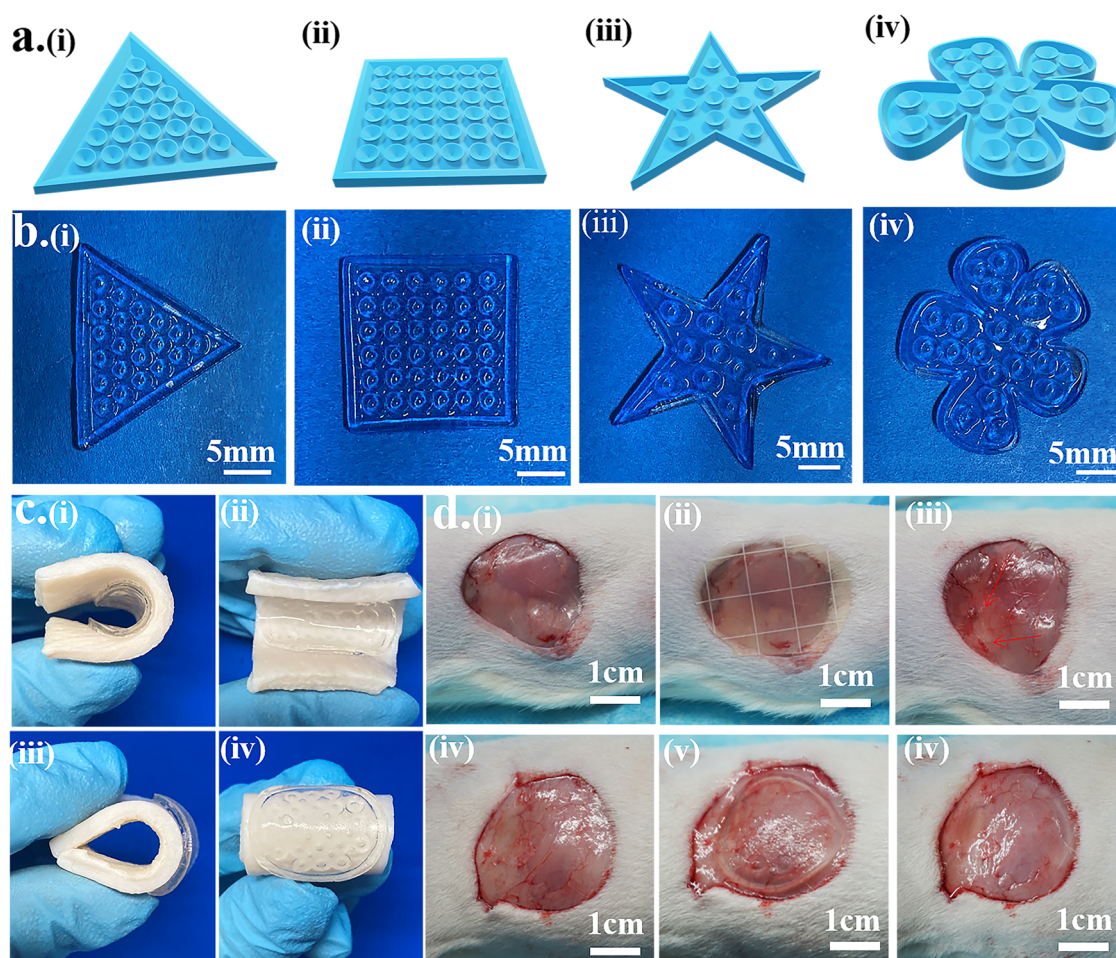 a.(i) (ii) (iii) (iv)
b.(i) (ii) (iii) (iv)
5mm 5mm 5mm 5mm
c.(i) (ii) d.(i) (ii) (iii)
1cm 1cm 1cm
(iii) (iv) (iv) (v) (iv)
1cm 1cm 1cm